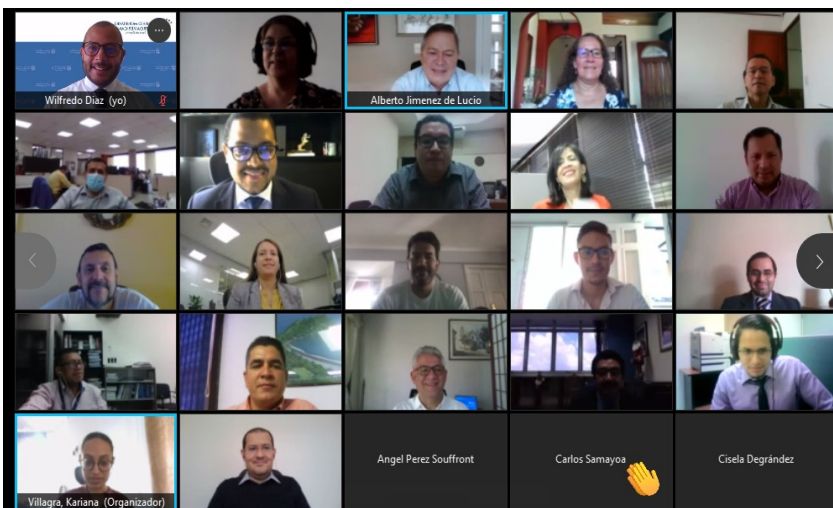 Wilfredo Diaz (yo)
Alberto Jimenez de Lucio
Villagra, Kariana (Organizador)
Angel Perez Souffront
Carlos Samayoa
Cisela Degrández